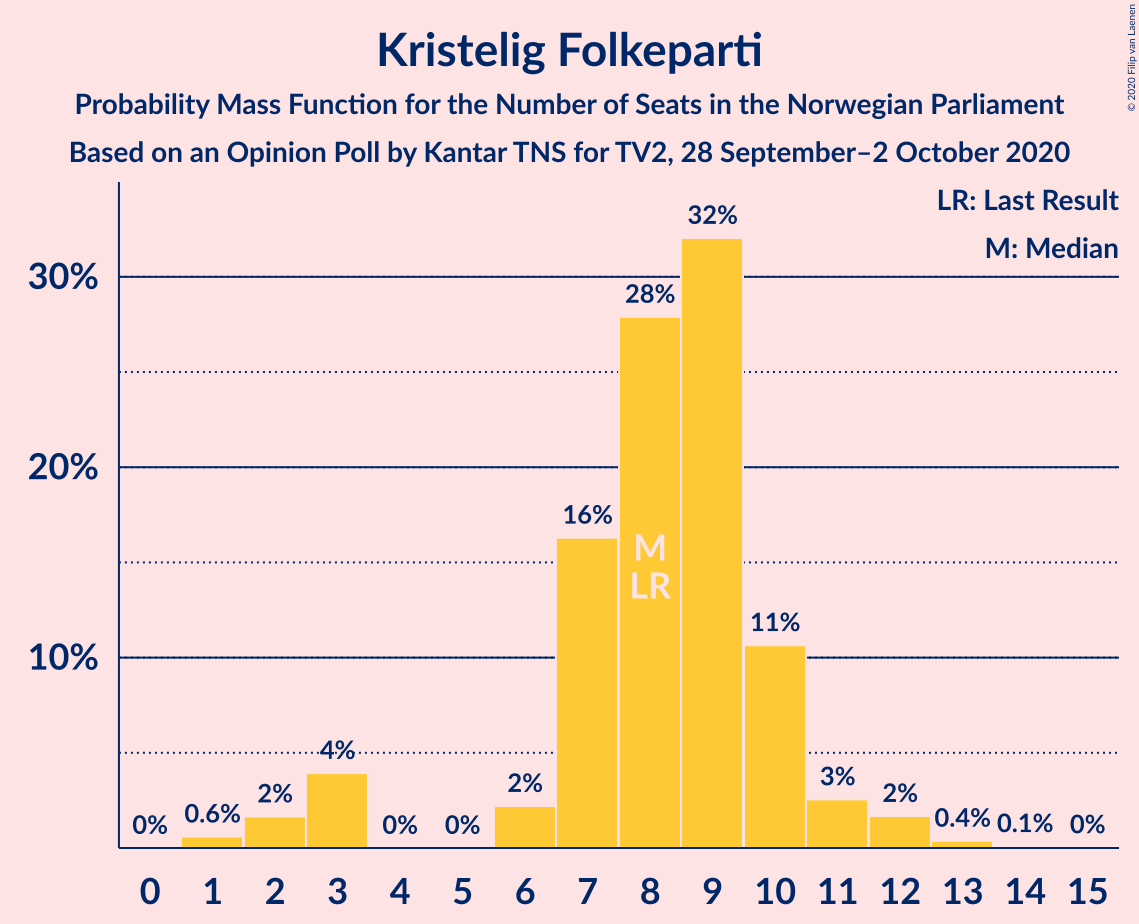 Kristelig Folkeparti
Probability Mass Function for the Number of Seats in the Norwegian Parliament
Based on an Opinion Poll by Kantar TNS for TV2, 28 September–2 October 2020
© 2020 Filip van Laenen
LR: Last Result
M: Median
30%
20%
10%
0%
0.6%
2%
4%
0%
0%
2%
16%
28%
32%
11%
3%
2%
0.4%
0.1%
0%
M
LR
0 1 2 3 4 5 6 7 8 9 10 11 12 13 14 15